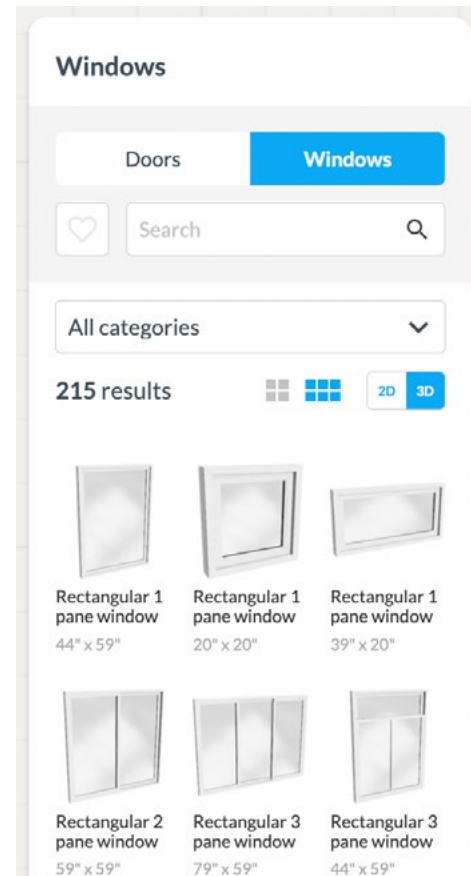 Windows
Doors Windows
Search
All categories
215 results 2D 3D
Rectangular 1 Rectangular 1 Rectangular 1
pane window pane window pane window
44" x 59" 20" x 20" 39" x 20"
Rectangular 2 Rectangular 3 Rectangular 3
pane window pane window pane window
59" x 59" 79" x 59" 44" x 59"